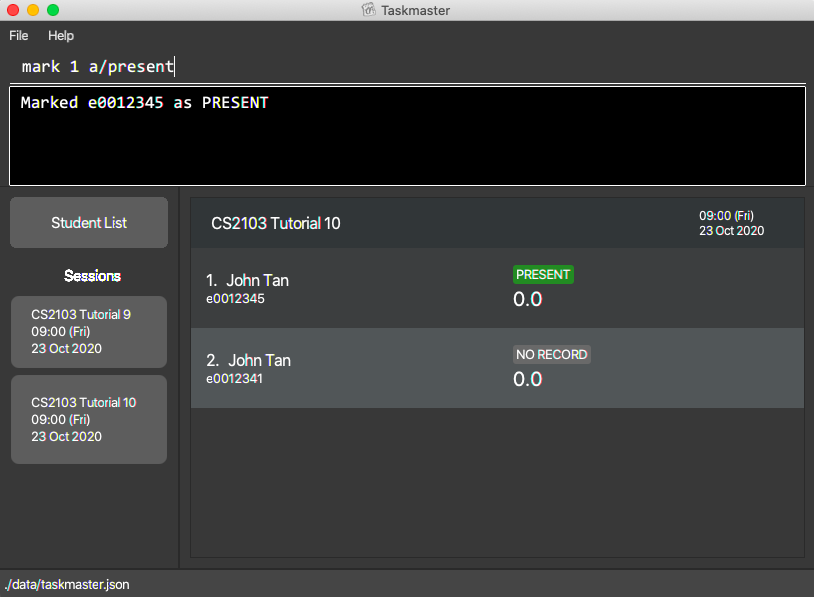 Taskmaster
File Help
mark 1 a/present
Marked e0012345 as PRESENT
Student List
Sessions
CS2103 Tutorial 9
09:00 (Fri)
23 Oct 2020
CS2103 Tutorial 10
09:00 (Fri)
23 Oct 2020
CS2103 Tutorial 10
09:00 (Fri)
23 Oct 2020
1. John Tan
e0012345
PRESENT
0.0
2. John Tan
e0012341
NO RECORD
0.0
./data/taskmaster.json